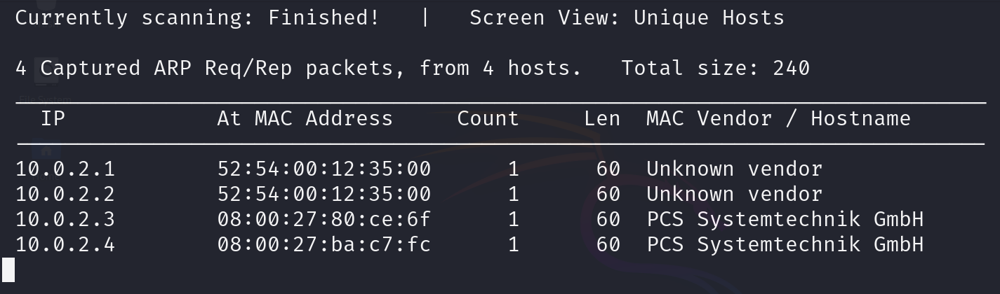 Currently scanning: Finished!   |   Screen View: Unique Hosts
4 Captured ARP Req/Rep packets, from 4 hosts.   Total size: 240
IP            At MAC Address     Count     Len  MAC Vendor / Hostname
10.0.2.1        52:54:00:12:35:00      1      60  Unknown vendor
10.0.2.2        52:54:00:12:35:00      1      60  Unknown vendor
10.0.2.3        08:00:27:80:ce:6f      1      60  PCS Systemtechnik GmbH
10.0.2.4        08:00:27:ba:c7:fc      1      60  PCS Systemtechnik GmbH